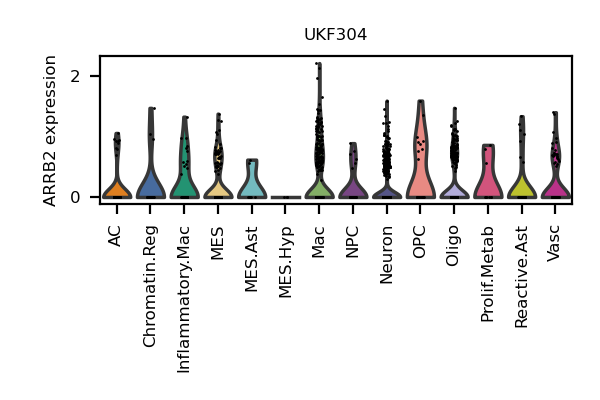 UKF304
ARRB2 expression
2
0
AC
Chromatin.Reg
Inflammatory.Mac
MES
MES.Ast
MES.Hyp
Mac
NPC
Neuron
OPC
Oligo
Prolif.Metab
Reactive.Ast
Vasc